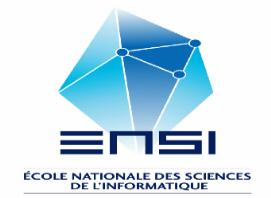 ENSI
ÉCOLE NATIONALE DES SCIENCES
DE L'INFORMATIQUE